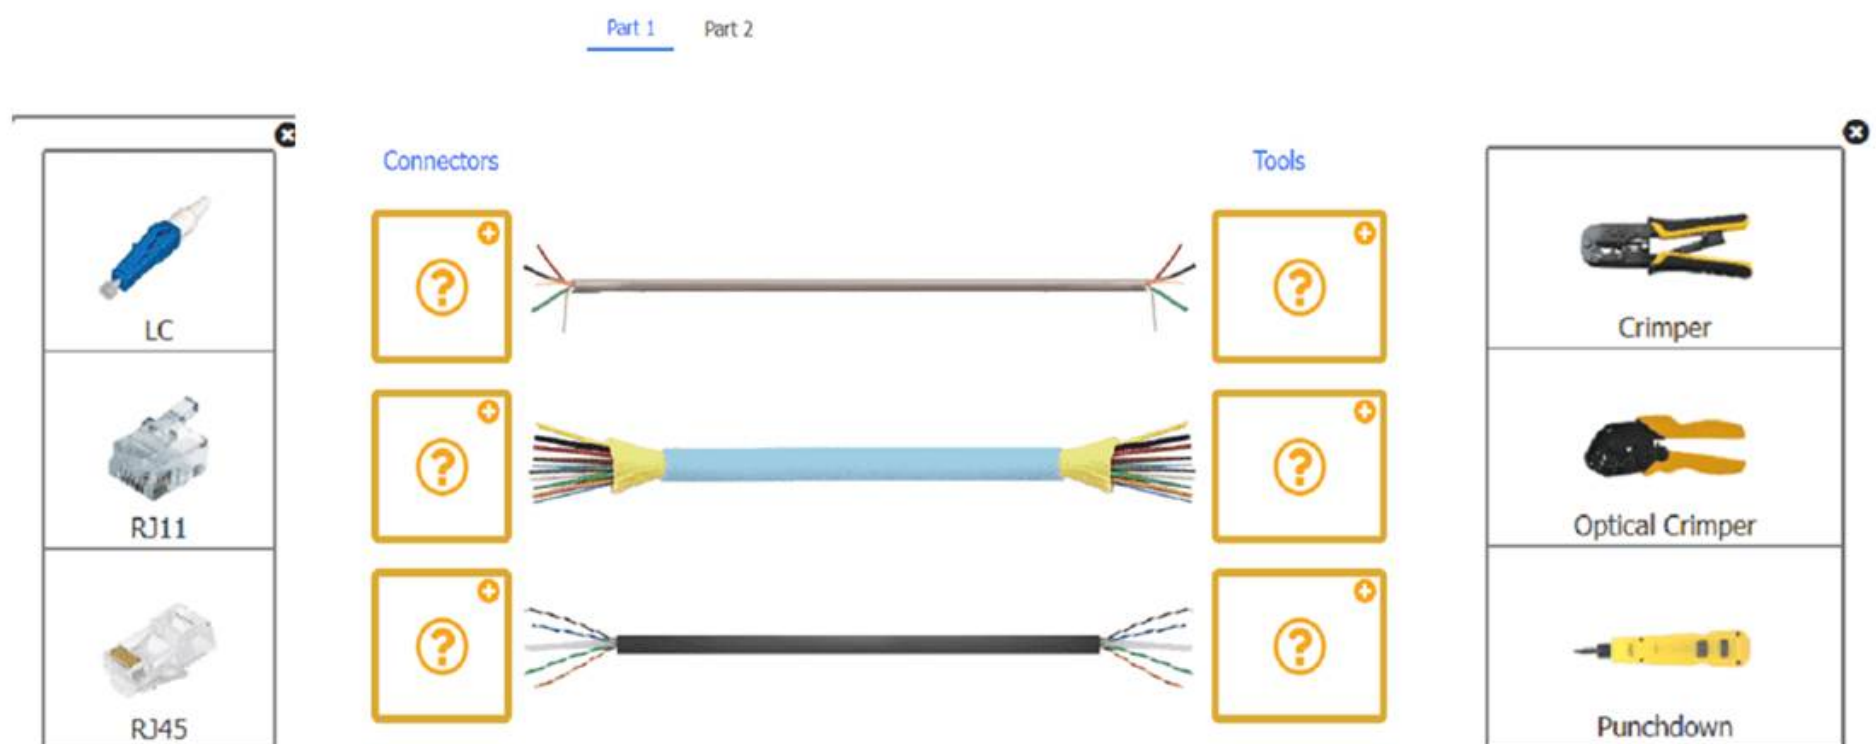 Part 1 Part 2
Connectors
Tools
LC
Crimper
RJ11
Optical Crimper
RJ45
Punchdown